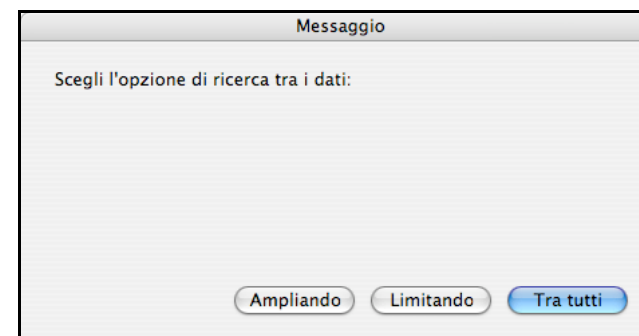 Messaggio
Scegli l'opzione di ricerca tra i dati:
Ampliando Limitando Tra tutti